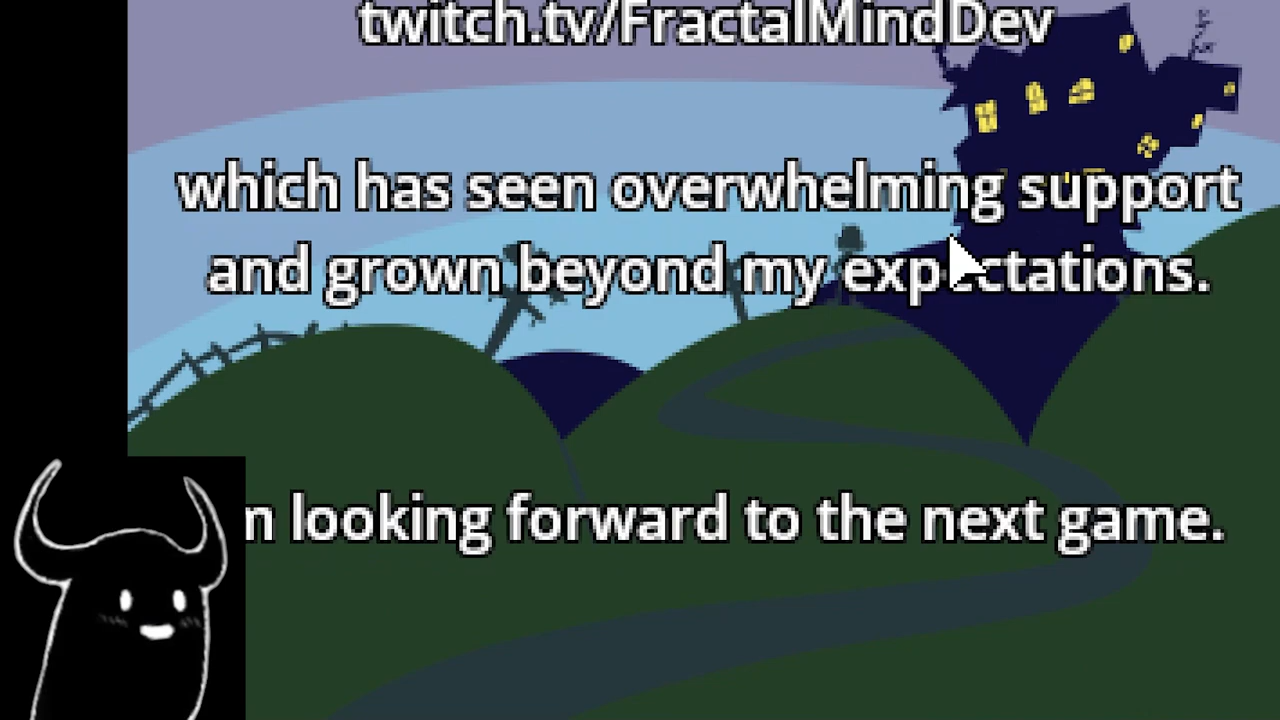 twitch.tv/FractalMindDev
which has seen overwhelming support
and grown beyond my expectations.
looking forward to the next game.